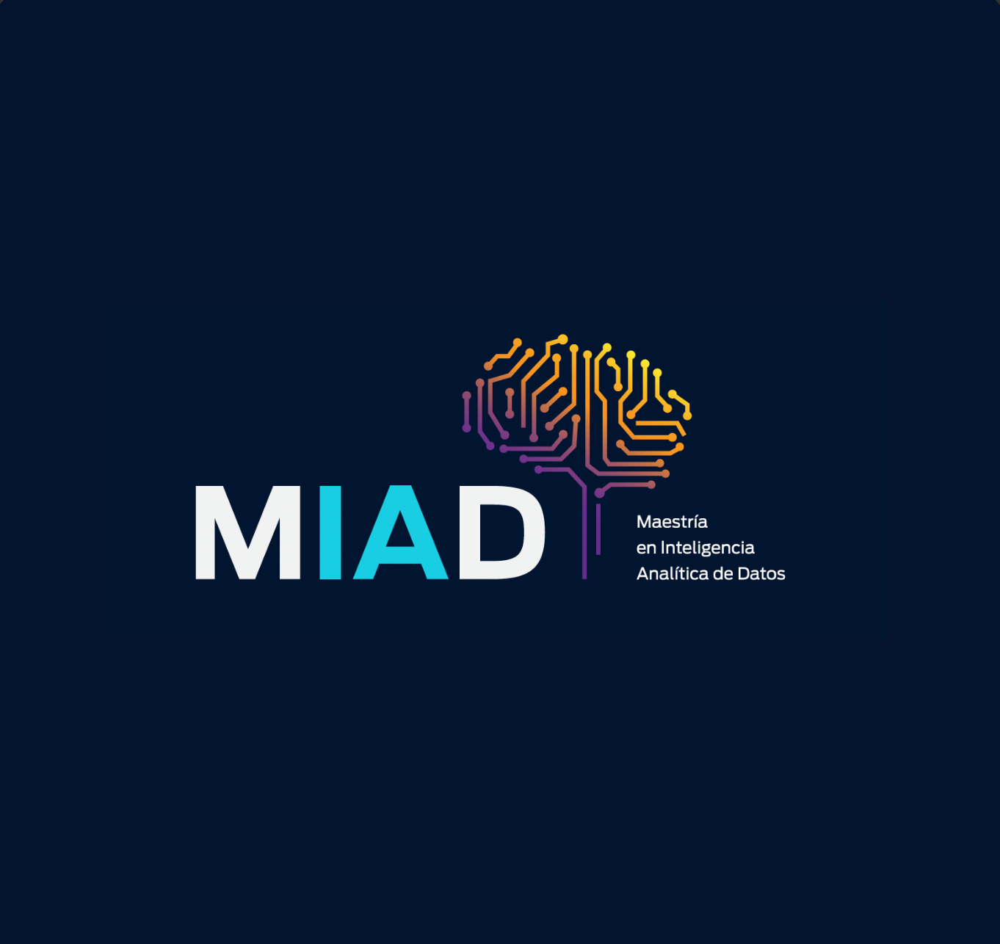 MIAD
Maestría
en Inteligencia
Analítica de Datos